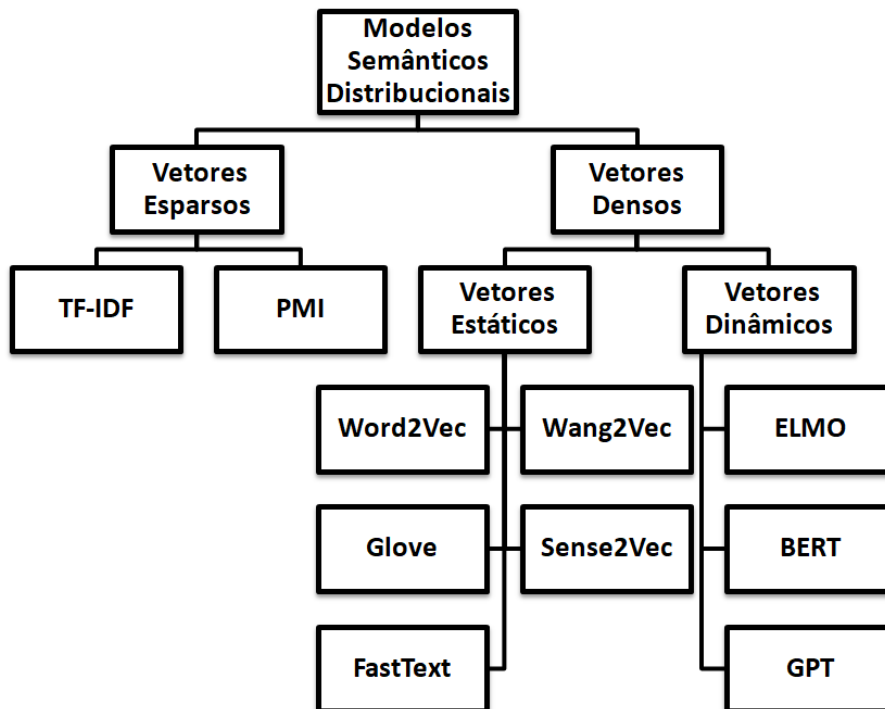 Modelos
Semânticos
Distribucionais
Vetores
Esparsos
Vetores
Densos
TF-IDF
PMI
Vetores
Estáticos
Vetores
Dinâmicos
Word2Vec
Wang2Vec
ELMO
Glove
Sense2Vec
BERT
FastText
GPT